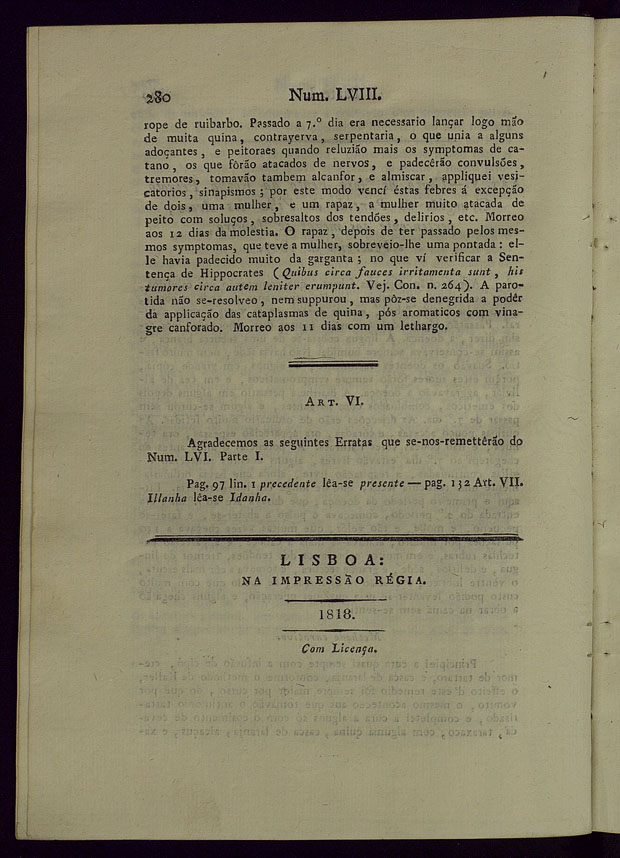 280 Num. LVIII.
rope de ruibarbo. Passado a 7.º dia era necessario lançar logo mão
de muita quina, contrayerva, serpentaria, o que unia a alguns
adoçantes, e peitoraes quando reluzião mais os symptomas de ca-
tano, os que fôrão atacados de nervos, e padecêrão convulsões,
tremores, tomavão tambem alcanfor, e almiscar, appliquei vesi-
catorios, sinapismos; por este modo vencí éstas febres á excepção
de dois, uma mulher, e um rapaz, a mulher muito atacada de
peito com soluços, sobresaltos dos tendões, delirios, etc. Morreo
aos 12 dias da molestia. O rapaz, depois de ter passado pelos mes-
mos symptomas, que teve a mulher, sobreveio-lhe uma pontada: el-
le havia padecido muito da garganta; no que ví verificar a Sen-
tença de Hippocrates (Quibus circa fauces irritamenta sunt, his
tumores circa autem leniter erumpunt. Vej. Con. n. 264). A paro-
tida não se-resolveo, nem suppurou, mas pôz-se denegrida a podêr
da applicação das cataplasmas de quina, pós aromaticos com vina-
gre canforado. Morreo aos 11 dias com um lethargo.
ART. VI.
Agradecemos as seguintes Erratas que se-nos-remettêrão do
Num. LVI. Parte I.
Pag. 97 lin. 1 precedente lêa-se presente — pag. 132 Art. VII.
Illanha lêa-se Idanha.
LISBOA:
NA IMPRESSÃO RÉGIA.
1818.
Com Licença.